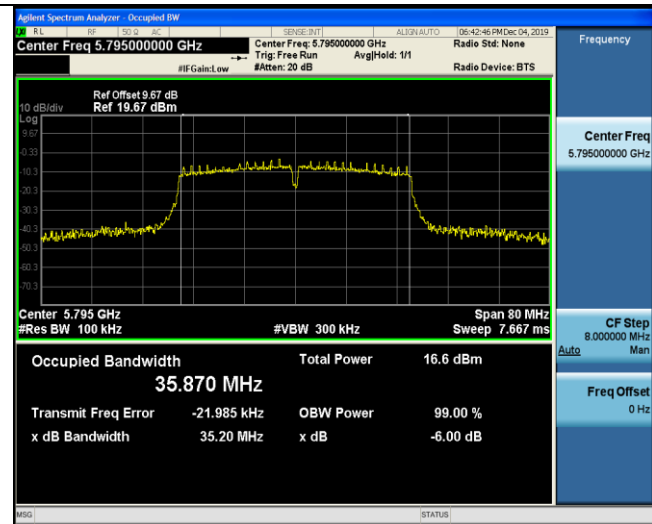 Agilent Spectrum Analyzer - Occupied BW
RL RF 50 Ω AC SENSE:INT ALIGN AUTO 06:42:46 PM Dec 04, 2019
Center Freq 5.795000000 GHz
Center Freq: 5.795000000 GHz Radio Std: None
Trig: Free Run Avg|Hold: 1/1
#IFGain:Low #Atten: 20 dB Radio Device: BTS
Frequency
Ref Offset 9.67 dB
10 dB/div Ref 19.67 dBm
Log
9.67
-0.33
-10.3
-20.3
-30.3
-40.3
-50.3
-60.3
-70.3
Center 5.795 GHz Span 80 MHz
#Res BW 100 kHz #VBW 300 kHz Sweep 7.667 ms
Occupied Bandwidth Total Power 16.6 dBm
35.870 MHz
Transmit Freq Error -21.985 kHz OBW Power 99.00 %
x dB Bandwidth 35.20 MHz x dB -6.00 dB
Center Freq
5.795000000 GHz
CF Step
8.000000 MHz
Auto Man
Freq Offset
0 Hz
MSG STATUS